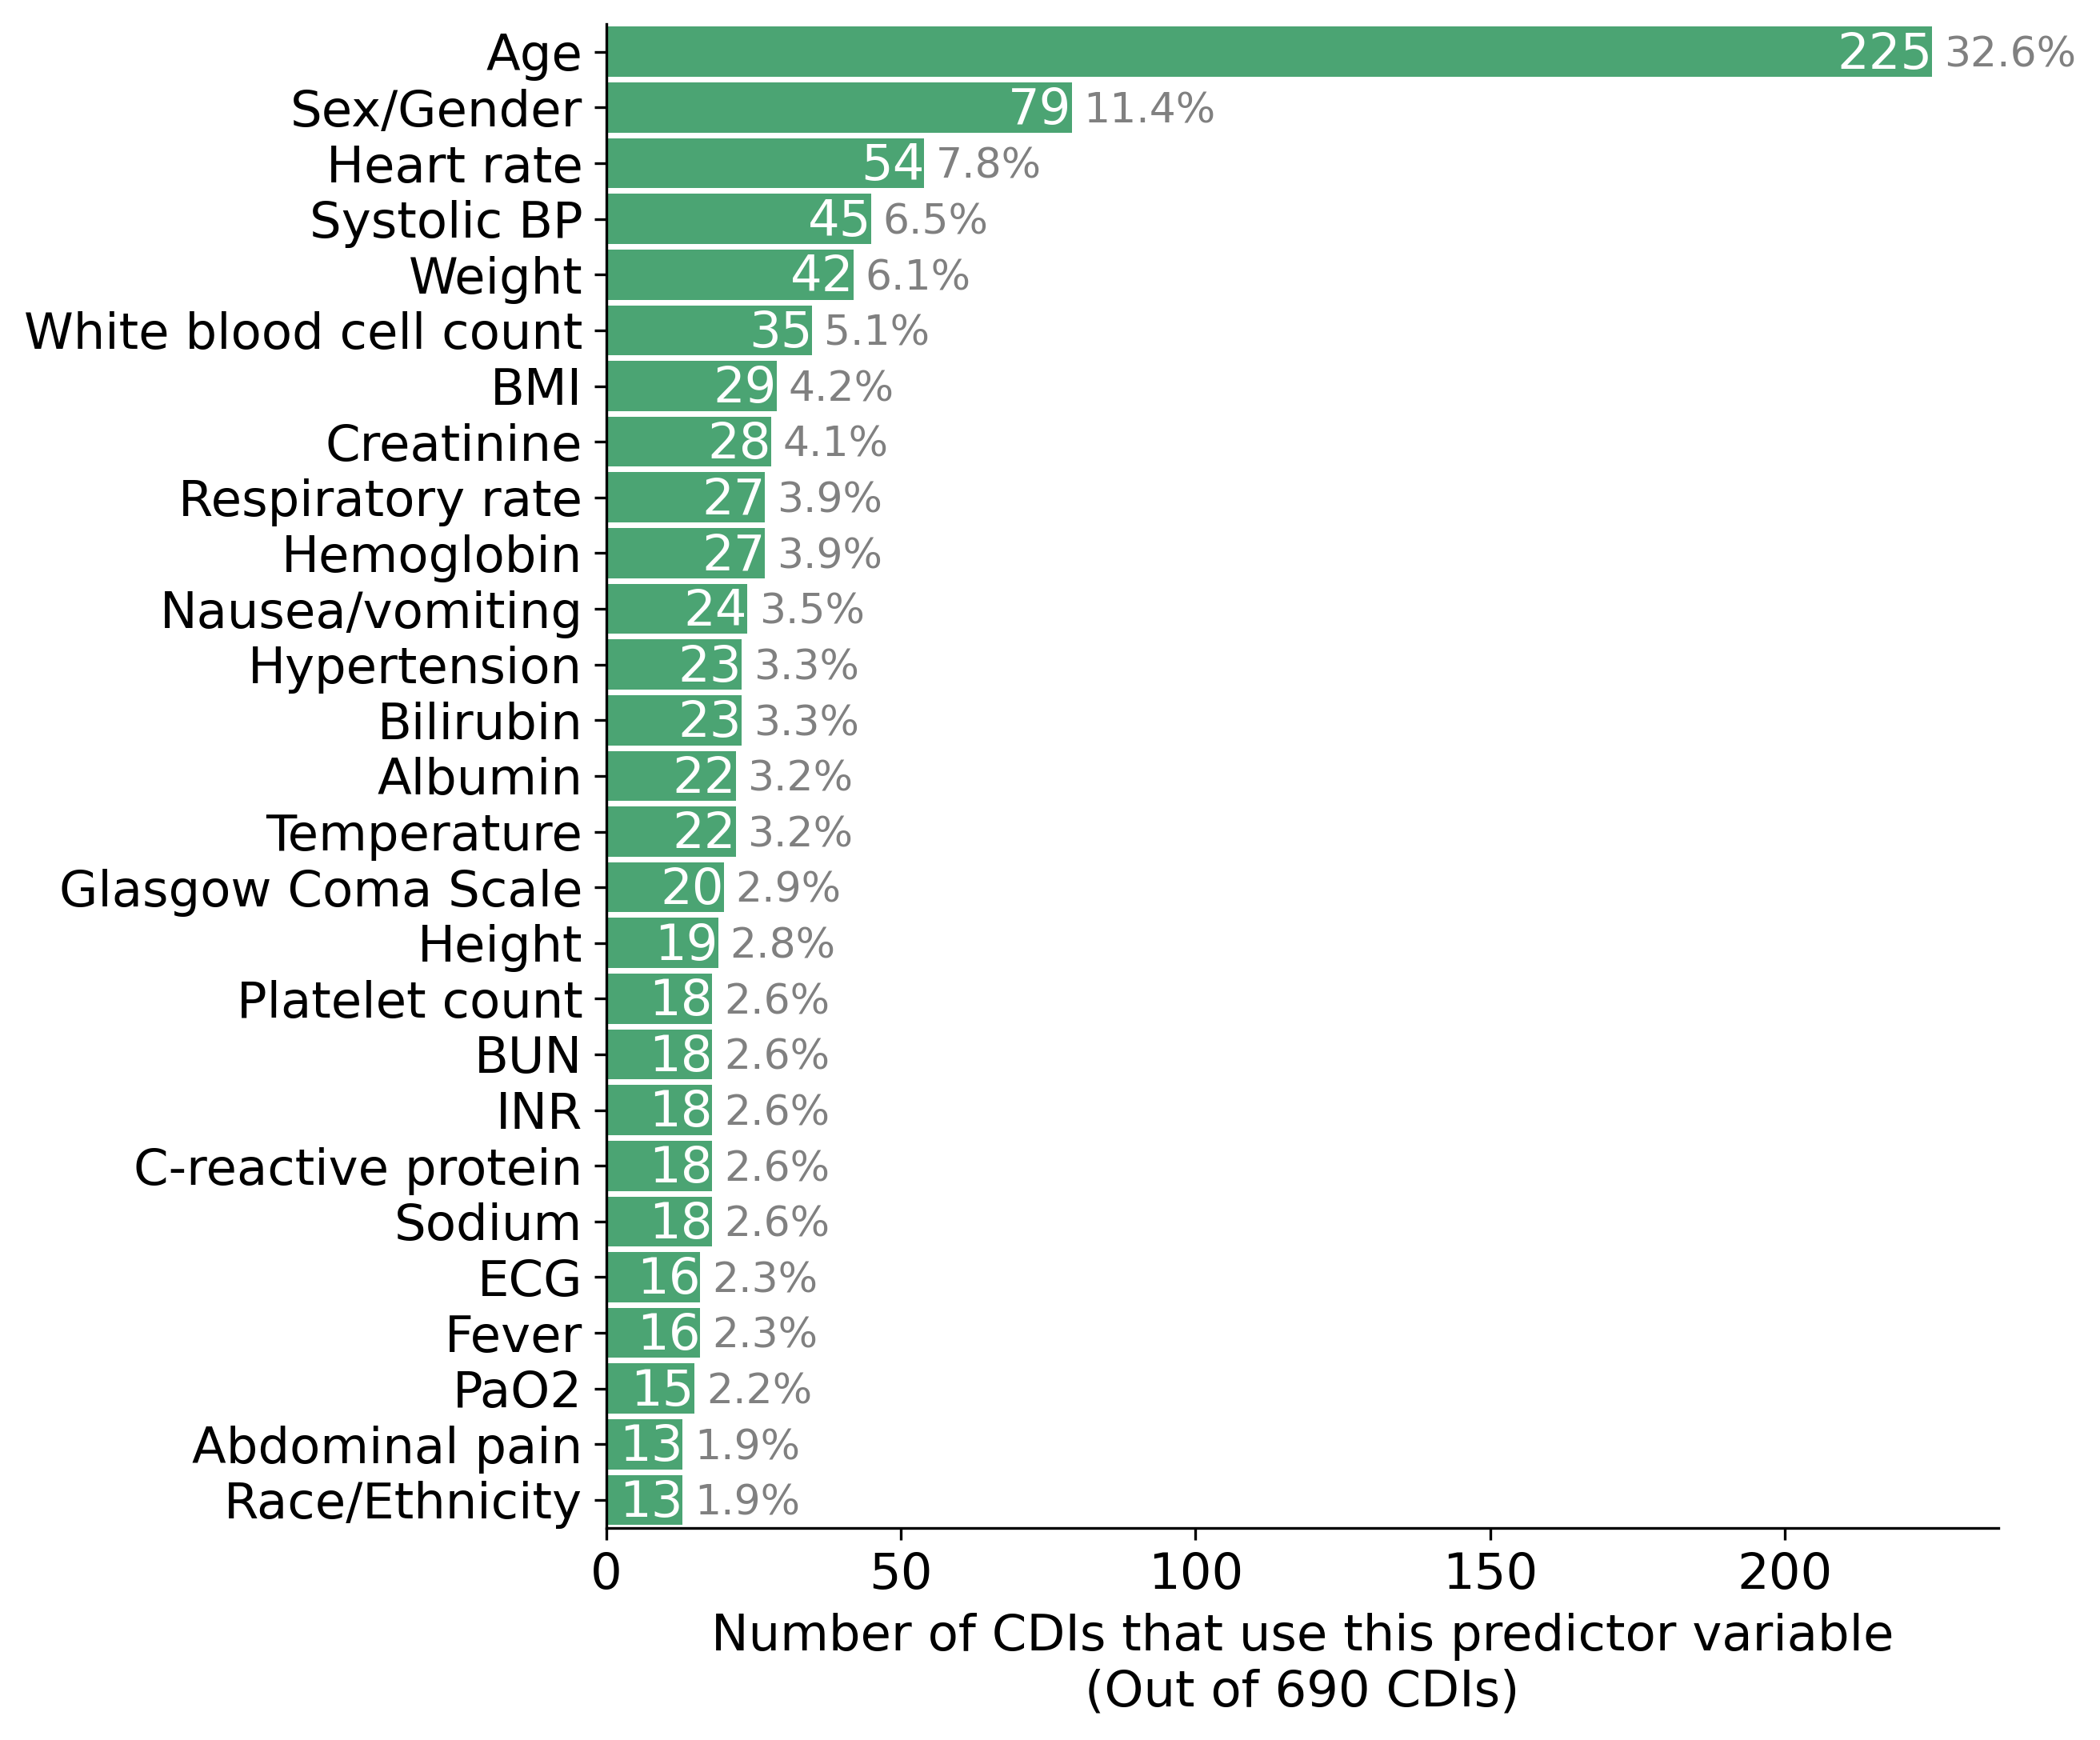 Age 225 32.6%
Sex/Gender 79 11.4%
Heart rate 54 7.8%
Systolic BP 45 6.5%
Weight 42 6.1%
White blood cell count 35 5.1%
BMI 29 4.2%
Creatinine 28 4.1%
Respiratory rate 27 3.9%
Hemoglobin 27 3.9%
Nausea/vomiting 24 3.5%
Hypertension 23 3.3%
Bilirubin 23 3.3%
Albumin 22 3.2%
Temperature 22 3.2%
Glasgow Coma Scale 20 2.9%
Height 19 2.8%
Platelet count 18 2.6%
BUN 18 2.6%
INR 18 2.6%
C-reactive protein 18 2.6%
Sodium 18 2.6%
ECG 16 2.3%
Fever 16 2.3%
PaO2 15 2.2%
Abdominal pain 13 1.9%
Race/Ethnicity 13 1.9%
0 50 100 150 200
Number of CDIs that use this predictor variable
(Out of 690 CDIs)